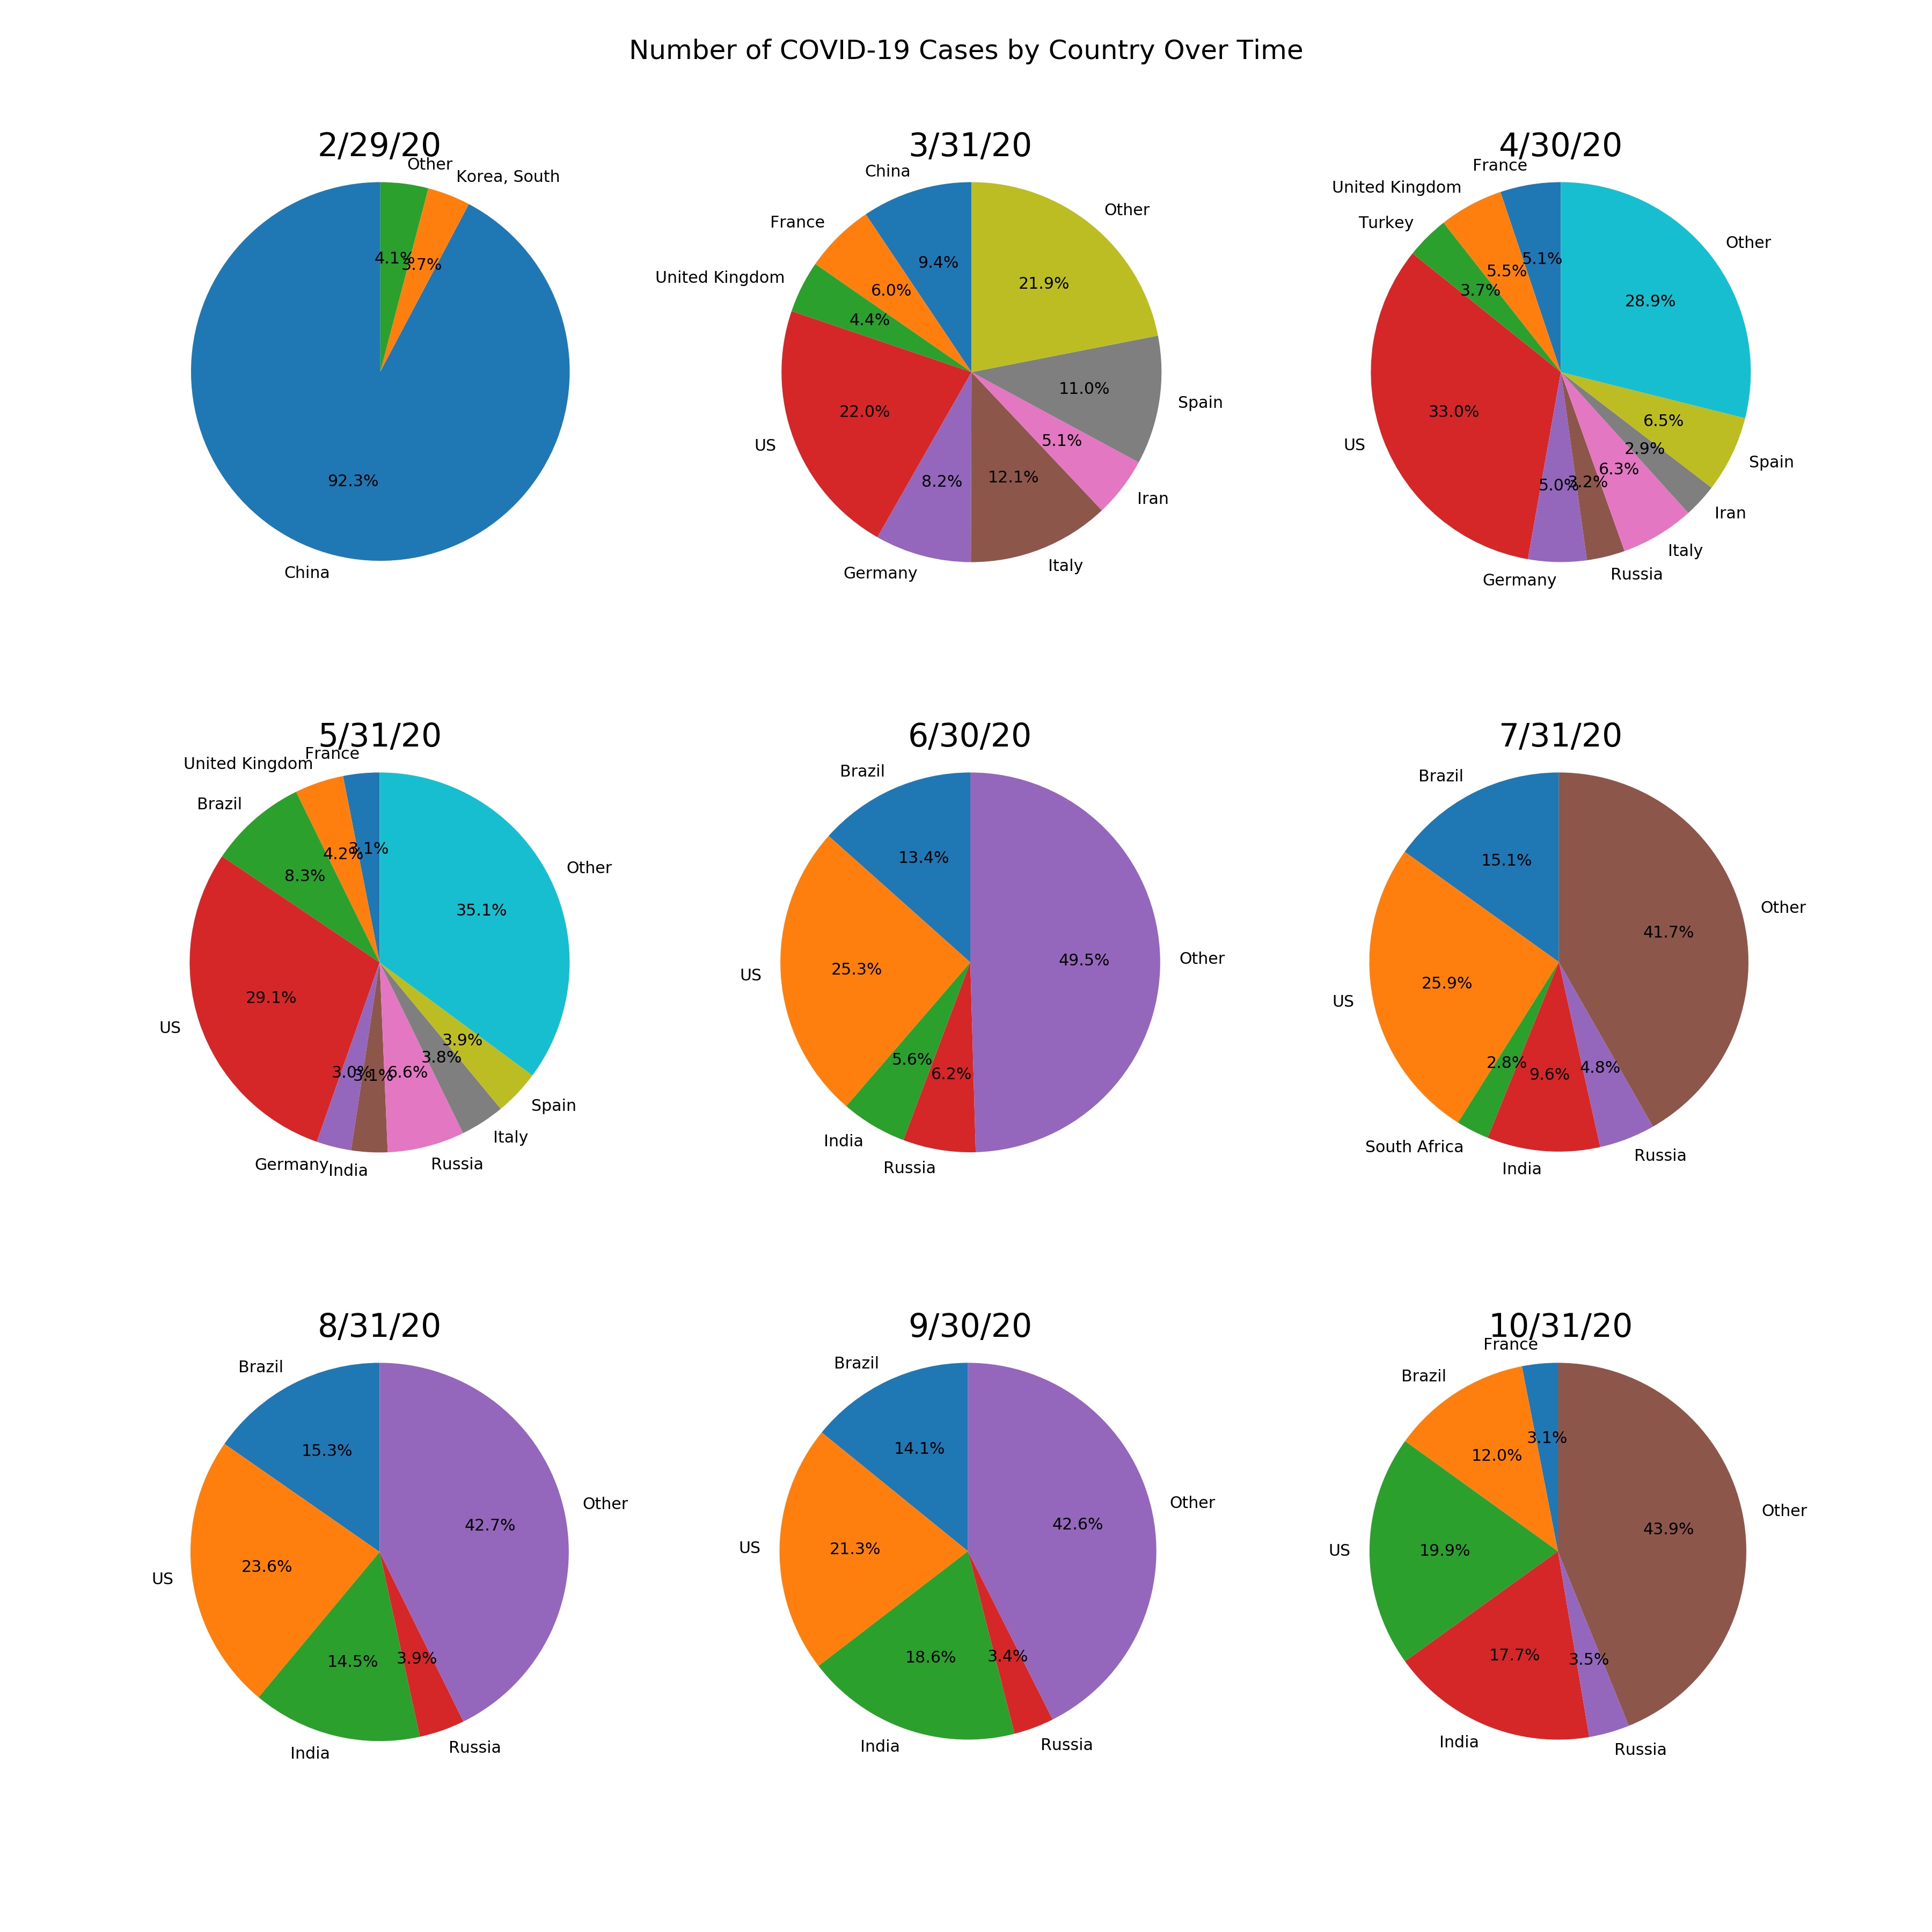 Number of COVID-19 Cases by Country Over Time
2/29/20
Other
Korea, South
4.1%
3.7%
92.3%
China
3/31/20
China
France
United Kingdom
US
Germany
Italy
Iran
Spain
Other
9.4%
6.0%
4.4%
22.0%
8.2%
12.1%
5.1%
11.0%
21.9%
4/30/20
France
United Kingdom
Turkey
US
Germany
Russia
Italy
Iran
Spain
Other
5.1%
5.5%
3.7%
33.0%
5.0%
3.2%
6.3%
2.9%
6.5%
28.9%
5/31/20
France
United Kingdom
Brazil
US
Germany
India
Russia
Italy
Spain
Other
3.1%
4.2%
8.3%
29.1%
3.0%
3.1%
6.6%
3.8%
3.9%
35.1%
6/30/20
Brazil
US
India
Russia
Other
13.4%
25.3%
5.6%
6.2%
49.5%
7/31/20
Brazil
US
South Africa
India
Russia
Other
15.1%
25.9%
2.8%
9.6%
4.8%
41.7%
8/31/20
Brazil
US
India
Russia
Other
15.3%
23.6%
14.5%
3.9%
42.7%
9/30/20
Brazil
US
India
Russia
Other
14.1%
21.3%
18.6%
3.4%
42.6%
10/31/20
France
Brazil
US
India
Russia
Other
3.1%
12.0%
19.9%
17.7%
3.5%
43.9%